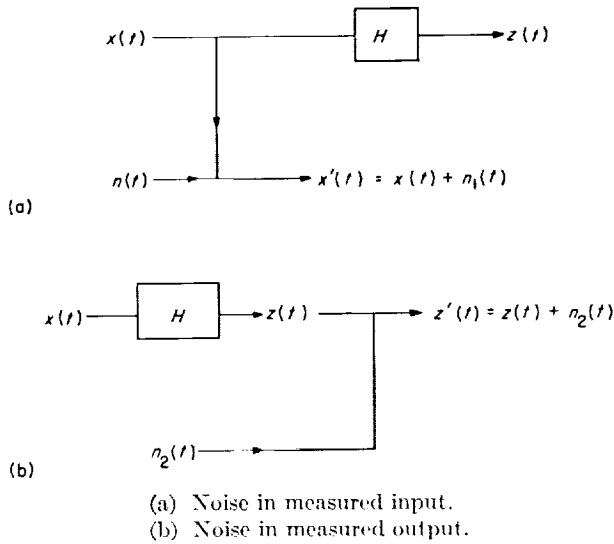 x(t) H z(t)
n(t) x'(t) = x(t) + n₁(t)
(a)
x(t) H z(t) z'(t) = z(t) + n₂(t)
n₂(t)
(b)
(a) Noise in measured input.
(b) Noise in measured output.